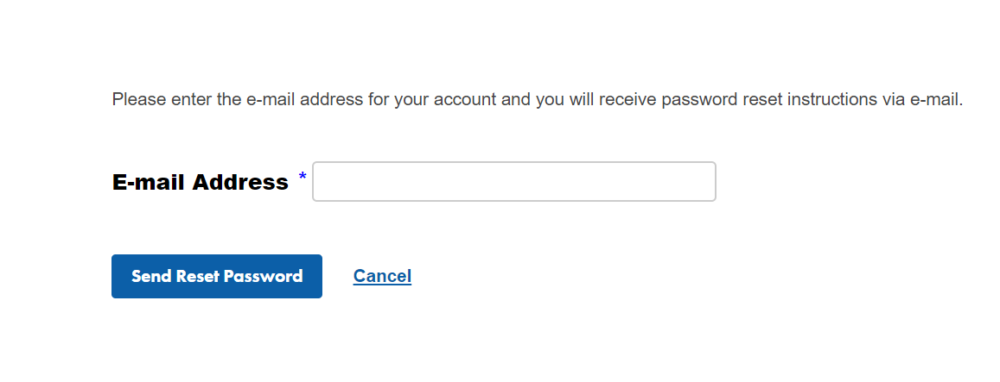 Please enter the e-mail address for your account and you will receive password reset instructions via e-mail.
E-mail Address *
Send Reset Password Cancel